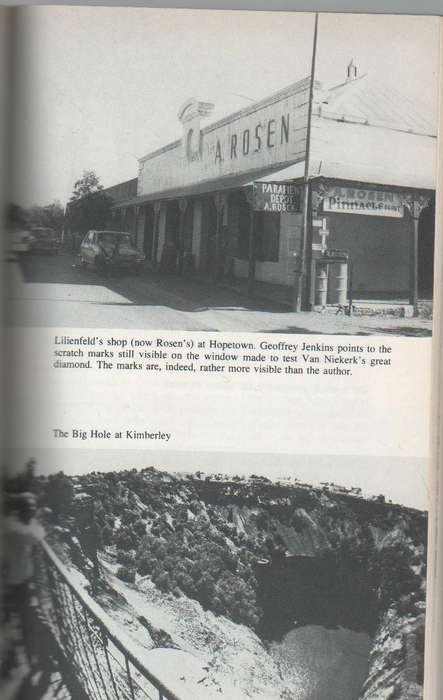 A. ROSEN
PARAFIEN
DEPOT
A. ROSEN
A. ROSEN
Pinnacle
Lilienfeld's shop (now Rosen's) at Hopetown. Geoffrey Jenkins points to the
scratch marks still visible on the window made to test Van Niekerk's great
diamond. The marks are, indeed, rather more visible than the author.
The Big Hole at Kimberley